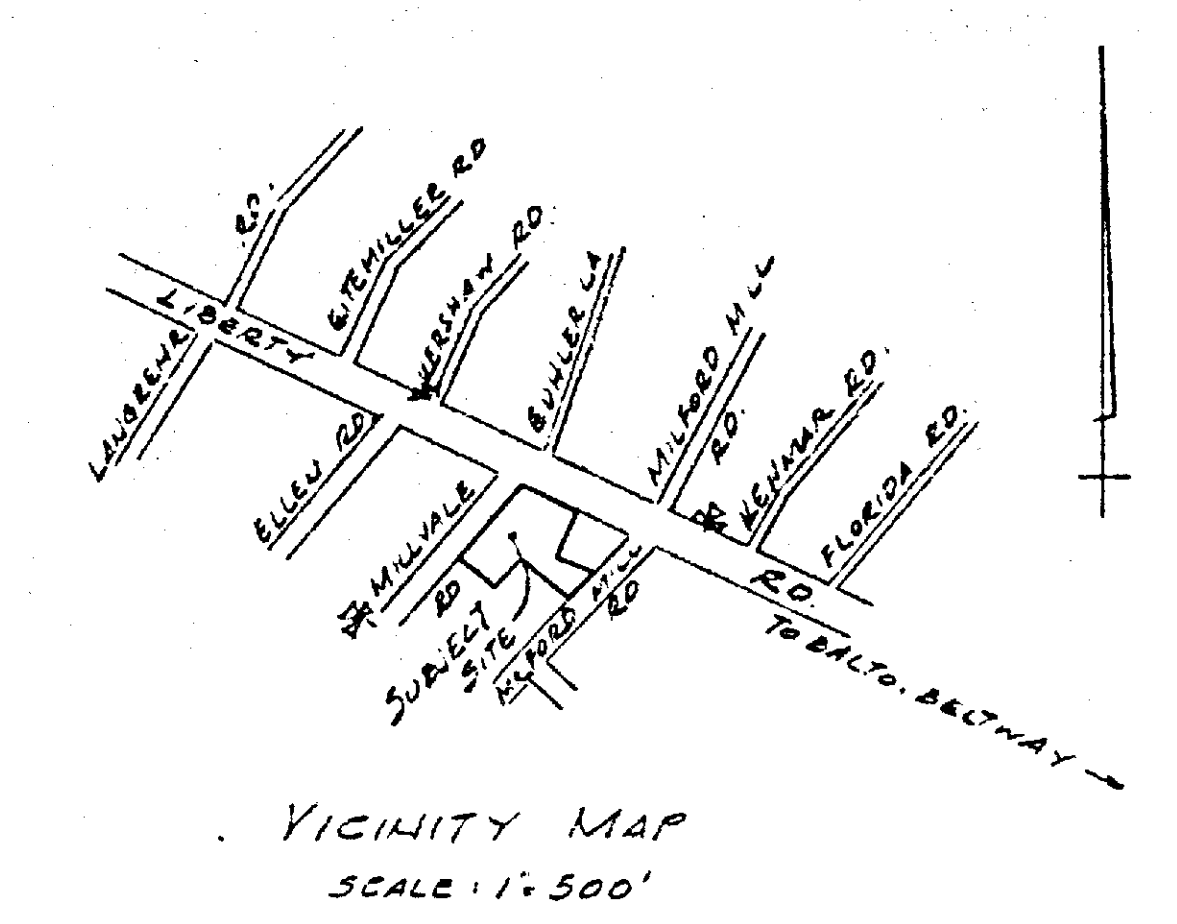 RD.
EITEMILLER RD
KERSHAW RD.
BUHLER LA
MILFORD MILL
RD.
KENMAR RD.
FLORIDA RD.
LIBERTY
RD.
LANGREHR
ELLEN RD
MILLVALE
RD
SUBJECT
SITE
MILFORD MILL
RD
TO BALTO. BELTWAY
VICINITY MAP
SCALE: 1"=500'